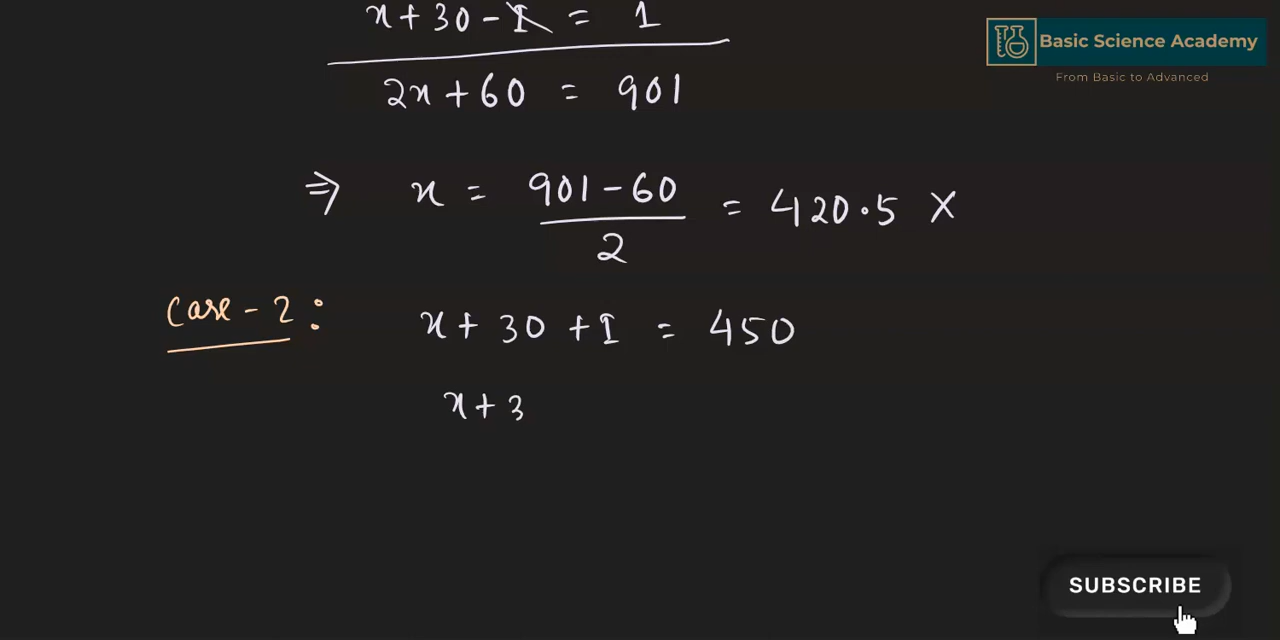 x + 30 - I = 1
2x + 60 = 901
⇒ x = (901 - 60) / 2 = 420.5 ×
Case - 2 :
x + 30 + I = 450
x + 3
Basic Science Academy
From Basic to Advanced
SUBSCRIBE